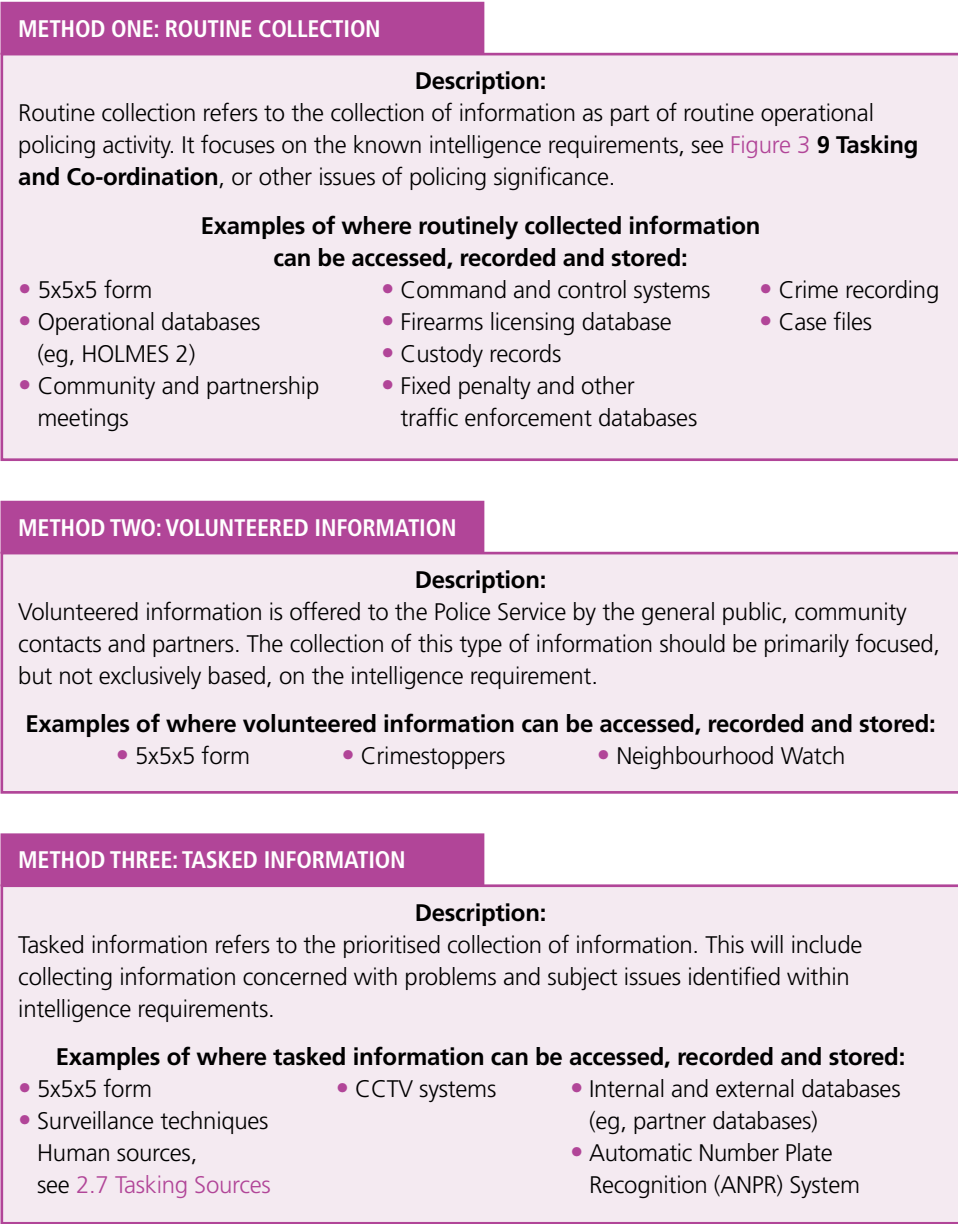 METHOD ONE: ROUTINE COLLECTION
Description:
Routine collection refers to the collection of information as part of routine operational
policing activity. It focuses on the known intelligence requirements, see Figure 3 9 Tasking
and Co-ordination, or other issues of policing significance.
Examples of where routinely collected information
can be accessed, recorded and stored:
• 5x5x5 form
• Operational databases
(eg, HOLMES 2)
• Community and partnership
meetings
• Command and control systems
• Firearms licensing database
• Custody records
• Fixed penalty and other
traffic enforcement databases
• Crime recording
• Case files
METHOD TWO: VOLUNTEERED INFORMATION
Description:
Volunteered information is offered to the Police Service by the general public, community
contacts and partners. The collection of this type of information should be primarily focused,
but not exclusively based, on the intelligence requirement.
Examples of where volunteered information can be accessed, recorded and stored:
• 5x5x5 form
• Crimestoppers
• Neighbourhood Watch
METHOD THREE: TASKED INFORMATION
Description:
Tasked information refers to the prioritised collection of information. This will include
collecting information concerned with problems and subject issues identified within
intelligence requirements.
Examples of where tasked information can be accessed, recorded and stored:
• 5x5x5 form
• Surveillance techniques
Human sources,
see 2.7 Tasking Sources
• CCTV systems
• Internal and external databases
(eg, partner databases)
• Automatic Number Plate
Recognition (ANPR) System